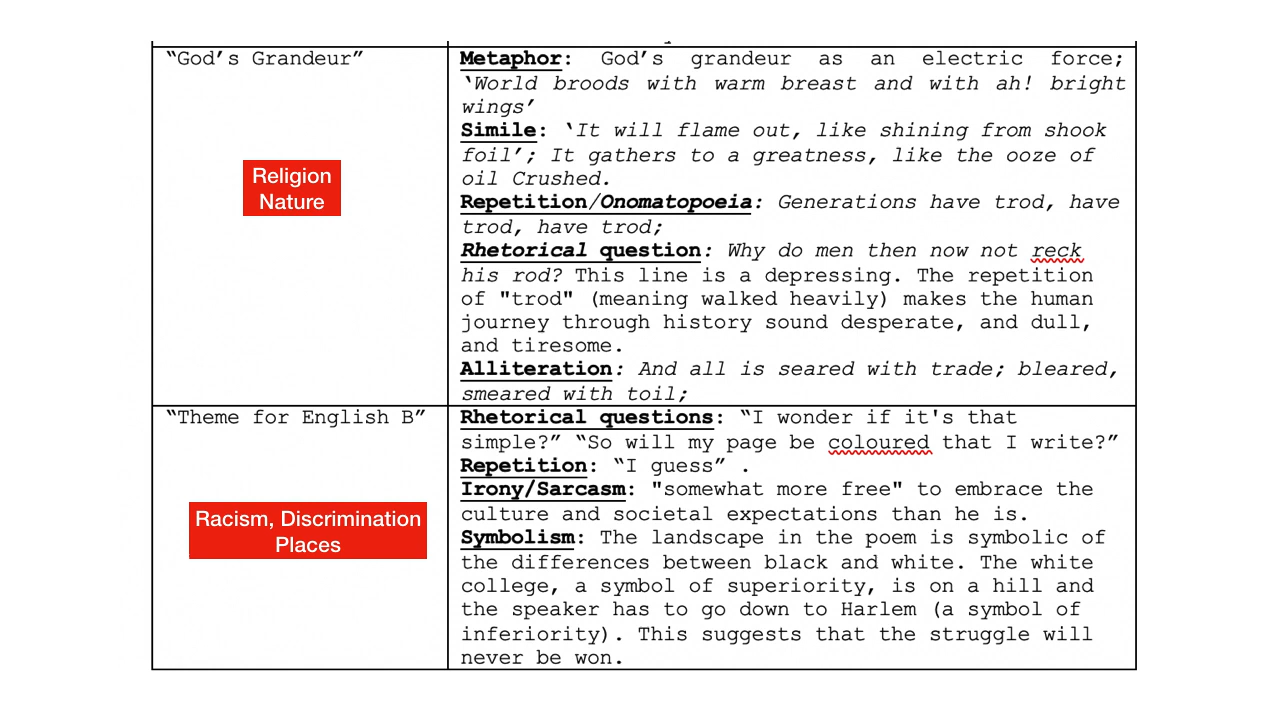 “God’s Grandeur”
Religion
Nature
Metaphor: God’s grandeur as an electric force;
‘World broods with warm breast and with ah! bright
wings’
Simile: ‘It will flame out, like shining from shook
foil’; It gathers to a greatness, like the ooze of
oil Crushed.
Repetition/Onomatopoeia: Generations have trod, have
trod, have trod;
Rhetorical question: Why do men then now not reck
his rod? This line is a depressing. The repetition
of "trod" (meaning walked heavily) makes the human
journey through history sound desperate, and dull,
and tiresome.
Alliteration: And all is seared with trade; bleared,
smeared with toil;
“Theme for English B”
Racism, Discrimination
Places
Rhetorical questions: “I wonder if it's that
simple?” “So will my page be coloured that I write?”
Repetition: “I guess” .
Irony/Sarcasm: "somewhat more free" to embrace the
culture and societal expectations than he is.
Symbolism: The landscape in the poem is symbolic of
the differences between black and white. The white
college, a symbol of superiority, is on a hill and
the speaker has to go down to Harlem (a symbol of
inferiority). This suggests that the struggle will
never be won.